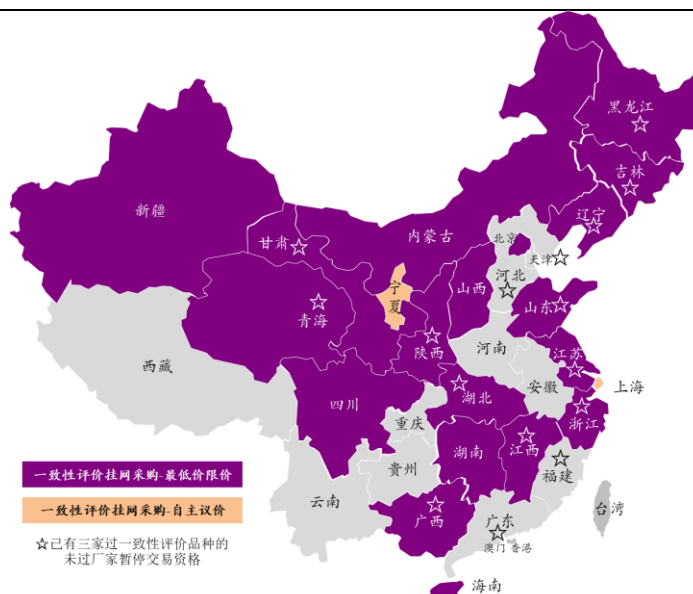 黑龙江
吉林
辽宁
新疆
甘肃
内蒙古
北京
天津
河北
宁夏
山西
山东
青海
陕西
河南
江苏
西藏
安徽
上海
四川
湖北
浙江
重庆
湖南
江西
贵州
福建
云南
广西
广东
台湾
澳门 香港
海南
一致性评价挂网采购-最低价限价
一致性评价挂网采购-自主议价
☆已有三家过一致性评价品种的
未过厂家暂停交易资格